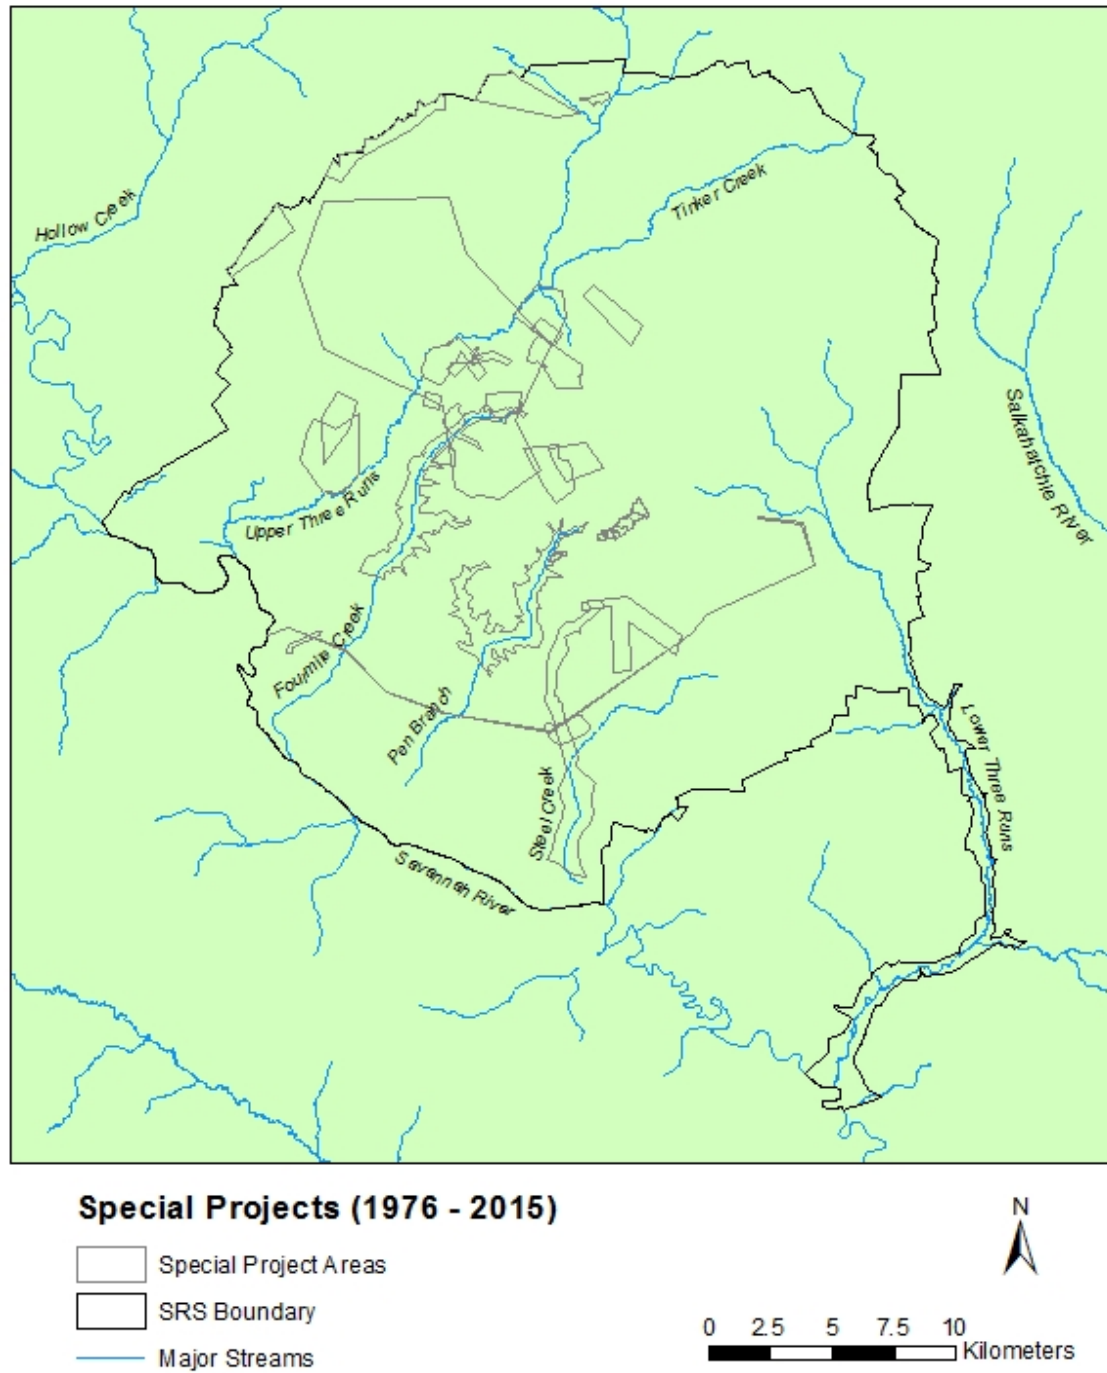 Hollow Creek
Tinker Creek
Salkahatchie River
Upper Three Runs
Fourmile Creek
Pen Branch
Lower Three Runs
Steel Creek
Savannah River
Special Projects (1976 - 2015)
Special Project Areas
SRS Boundary
Major Streams
N
0 2.5 5 7.5 10
Kilometers